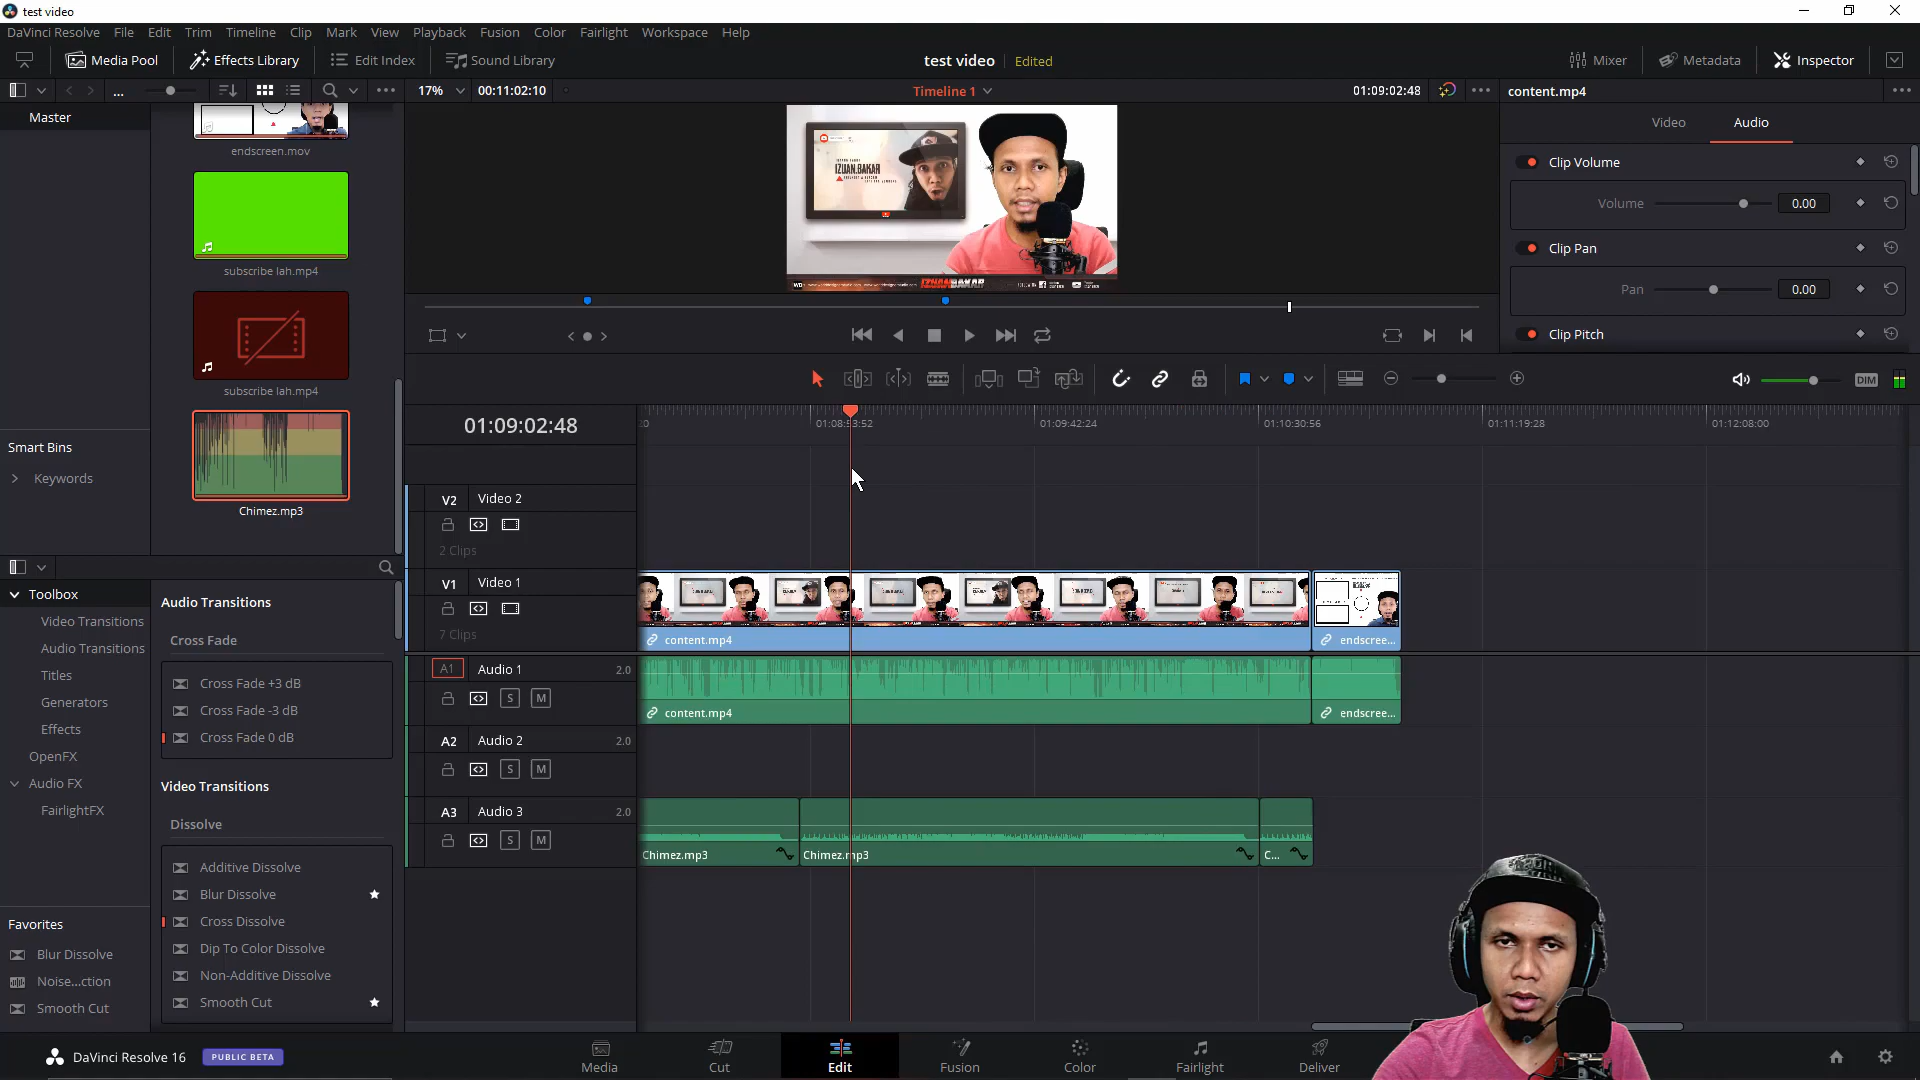 test video
DaVinci Resolve File Edit Trim Timeline Clip Mark View Playback Fusion Color Fairlight Workspace Help
Media Pool Effects Library Edit Index Sound Library test video Edited Mixer Metadata Inspector
... 17% 00:11:02:10 Timeline 1 01:09:02:48 content.mp4
Master
endscreen.mov
subscribe lah.mp4
subscribe lah.mp4
Chimez.mp3
Smart Bins
Keywords
IZUAN.BAKAR
IZUANBAKAR
Video Audio
Clip Volume
Volume 0.00
Clip Pan
Pan 0.00
Clip Pitch
DIM
01:09:02:48
01:08:53:52 01:09:42:24 01:10:30:56 01:11:19:28 01:12:08:00
V2 Video 2
2 Clips
V1 Video 1
7 Clips
content.mp4 endscree...
A1 Audio 1 2.0
S M
content.mp4 endscree...
A2 Audio 2 2.0
S M
A3 Audio 3 2.0
S M
Chimez.mp3 Chimez.mp3 C...
Toolbox
Video Transitions
Audio Transitions
Titles
Generators
Effects
OpenFX
Audio FX
FairlightFX
Favorites
Blur Dissolve
Noise...ction
Smooth Cut
Audio Transitions
Cross Fade
Cross Fade +3 dB
Cross Fade -3 dB
Cross Fade 0 dB
Video Transitions
Dissolve
Additive Dissolve
Blur Dissolve
Cross Dissolve
Dip To Color Dissolve
Non-Additive Dissolve
Smooth Cut
DaVinci Resolve 16 PUBLIC BETA
Media Cut Edit Fusion Color Fairlight Deliver